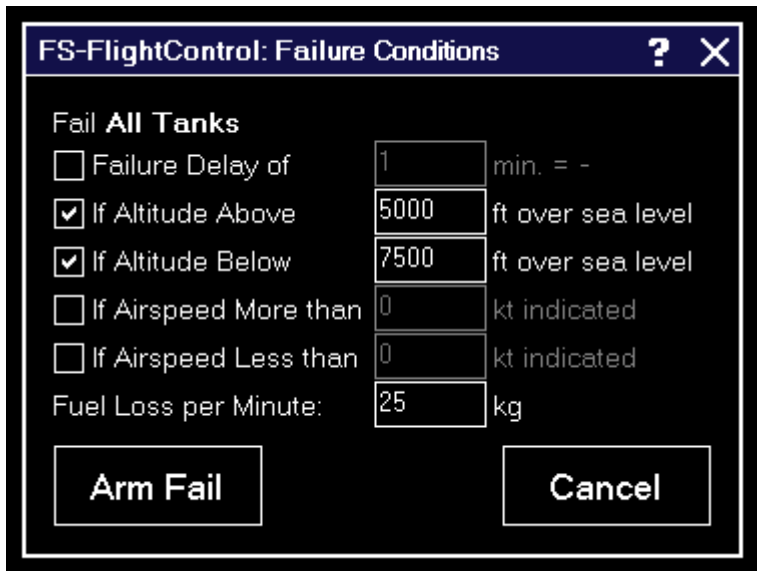 FS-FlightControl: Failure Conditions ? X
Fail All Tanks
Failure Delay of 1 min. = -
If Altitude Above 5000 ft over sea level
If Altitude Below 7500 ft over sea level
If Airspeed More than 0 kt indicated
If Airspeed Less than 0 kt indicated
Fuel Loss per Minute: 25 kg
Arm Fail Cancel